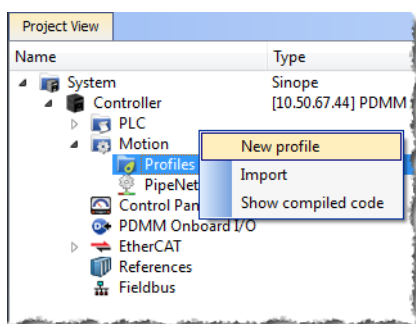 Project View
Name Type
System Sinope
Controller [10.50.67.44] PDMM
PLC
Motion
Profiles New profile
PipeNet Import
Control Pan Show compiled code
PDMM Onboard I/O
EtherCAT
References
Fieldbus